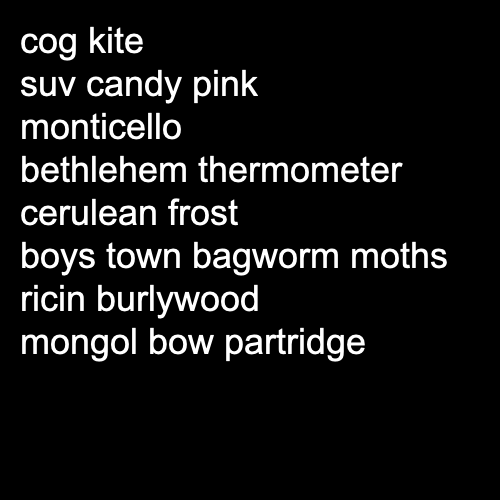 cog kite
suv candy pink
monticello
bethlehem thermometer
cerulean frost
boys town bagworm moths
ricin burlywood
mongol bow partridge